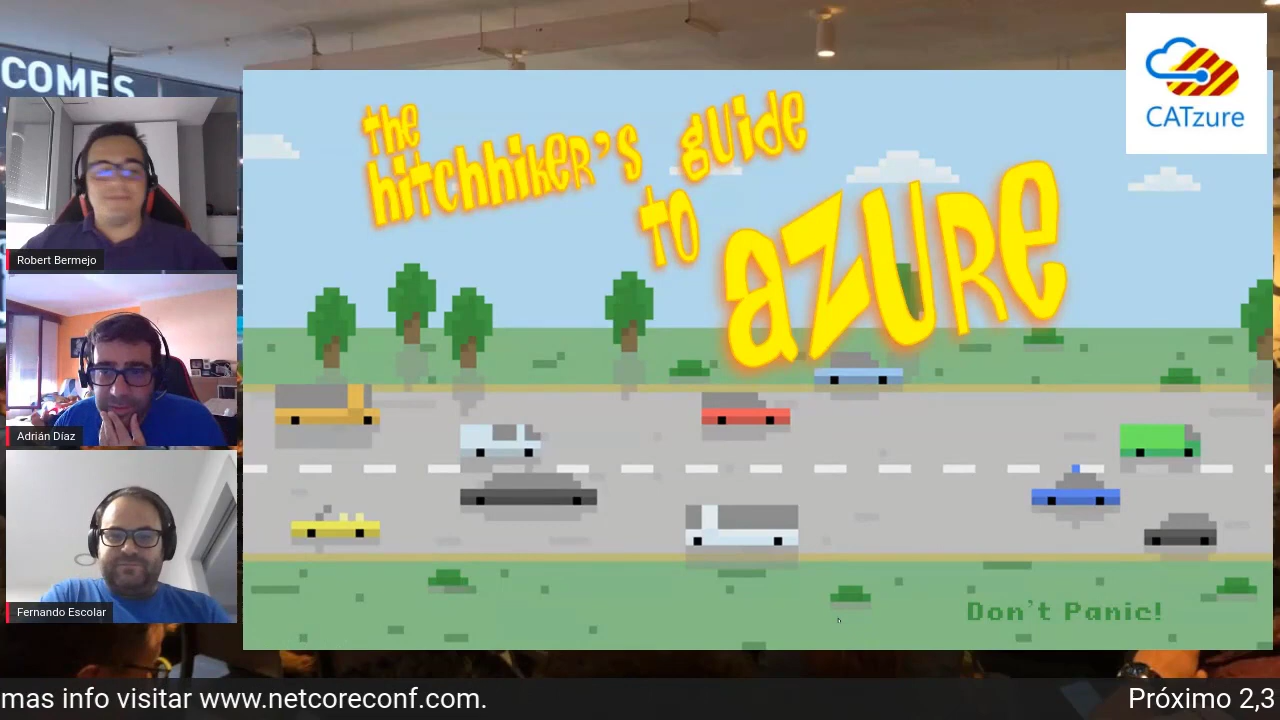 COMES
CATzure
the
hitchhiker's guide
to
azure
Robert Bermejo
Adrián Díaz
Fernando Escolar
Don't Panic!
mas info visitar www.netcoreconf.com.
Próximo 2,3